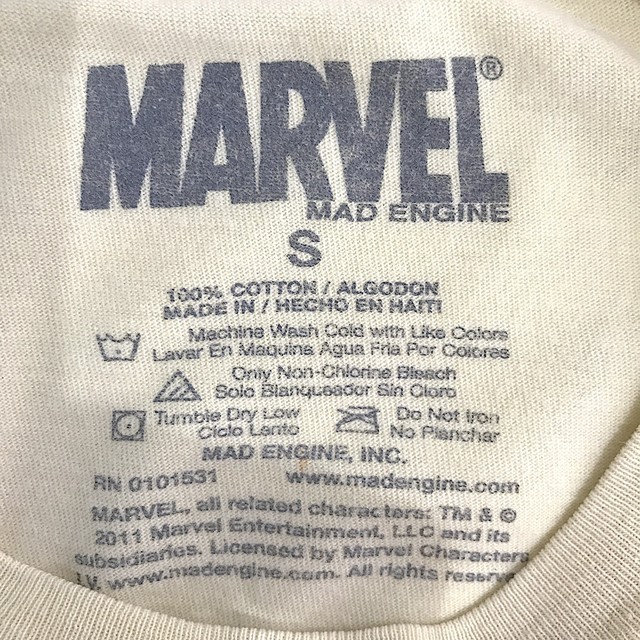 MARVEL®
MAD ENGINE
S
100% COTTON / ALGODON
MADE IN / HECHO EN HAITI
Machine Wash Cold with Like Colors
Lavar En Maquina Agua Fria Por Colores
Only Non-Chlorine Bleach
Solo Blanqueador Sin Cloro
Tumble Dry Low
Ciclo Lento
Do Not Iron
No Planchar
MAD ENGINE, INC.
RN 0101531 www.madengine.com
MARVEL, all related characters: TM & ©
2011 Marvel Entertainment, LLC and its
subsidiaries. Licensed by Marvel Characters
www.madengine.com. All rights reserve